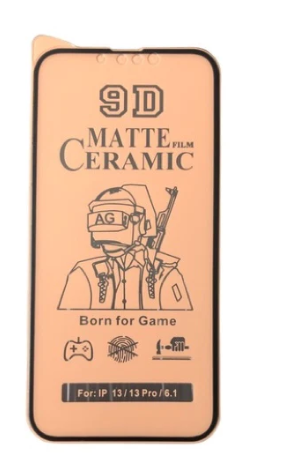 9D
MATTE FILM
CERAMIC
AG
Born for Game
For: IP 13 / 13 Pro / 6.1